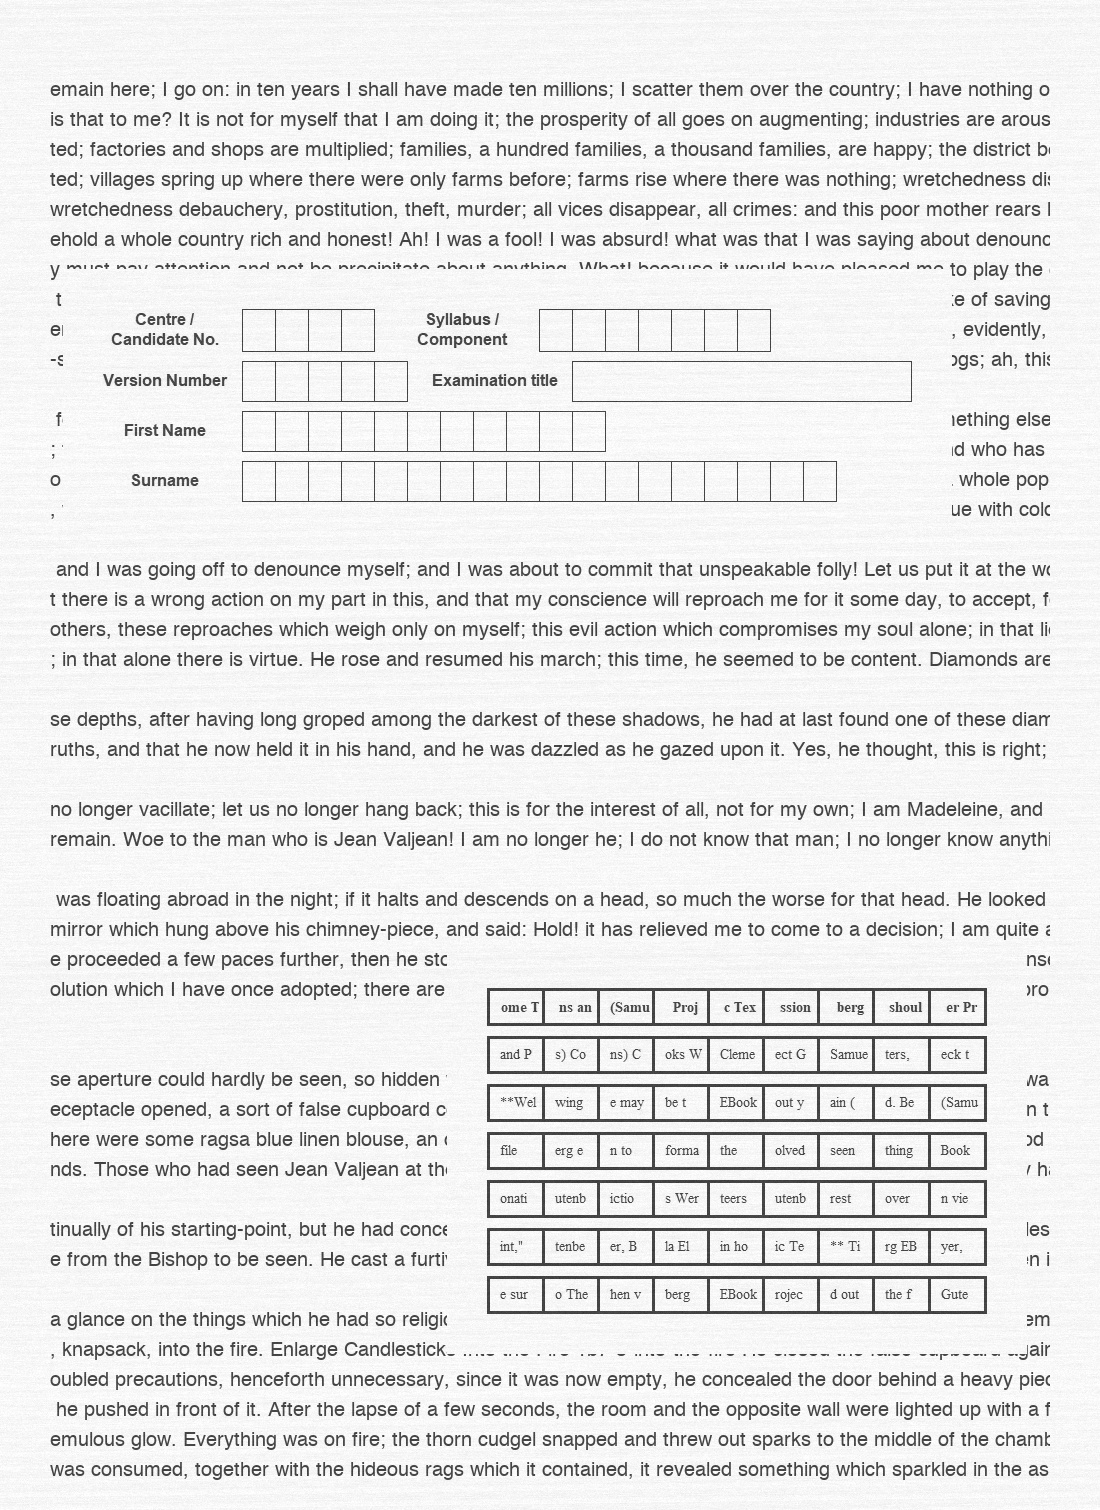 emain here; I go on: in ten years I shall have made ten millions; I scatter them over the country; I have nothing o
is that to me? It is not for myself that I am doing it; the prosperity of all goes on augmenting; industries are arous
ted; factories and shops are multiplied; families, a hundred families, a thousand families, are happy; the district
ted; villages spring up where there were only farms before; farms rise where there was nothing; wretchedness
wretchedness debauchery, prostitution, theft, murder; all vices disappear, all crimes: and this poor mother rears
ehold a whole country rich and honest! Ah! I was a fool! I was absurd! what was that I was saying about denounc
y must pay attention and not be precipitate about anything. What! because it would have pleased me to play the
t
e of saving
, evidently,
ogs; ah, this
Centre /
Candidate No.
Syllabus /
Component
Version Number
Examination title
First Name
Surname
ething else
d who has
o
whole pop
ue with colo
and I was going off to denounce myself; and I was about to commit that unspeakable folly! Let us put it at the
t there is a wrong action on my part in this, and that my conscience will reproach me for it some day, to accept,
others, these reproaches which weigh only on myself; this evil action which compromises my soul alone; in that
; in that alone there is virtue. He rose and resumed his march; this time, he seemed to be content. Diamonds are
se depths, after having long groped among the darkest of these shadows, he had at last found one of these diam
ruths, and that he now held it in his hand, and he was dazzled as he gazed upon it. Yes, he thought, this is right;
no longer vacillate; let us no longer hang back; this is for the interest of all, not for my own; I am Madeleine, and
remain. Woe to the man who is Jean Valjean! I am no longer he; I do not know that man; I no longer know anythi
was floating abroad in the night; if it halts and descends on a head, so much the worse for that head. He looked
mirror which hung above his chimney-piece, and said: Hold! it has relieved me to come to a decision; I am quite
e proceeded a few paces further, then he sto
nse
olution which I have once adopted; there are
pro
ome T ns an (Samu Proj c Tex ssion berg shoul er Pr
and P s) Co ns) C oks W Cleme ect G Samue ters, eck t
**Wel wing e may be t EBook out y ain ( d. Be (Samu
file erg e n to forma the olved seen thing Book
onati utenb ictio s Wer teers utenb rest over n vie
int," tenbe er, B la El in ho ic Te ** Ti rg EB yer,
e sur o The hen v berg EBook rojec d out the f Gute
se aperture could hardly be seen, so hidden
wa
eceptacle opened, a sort of false cupboard c
n t
here were some ragsa blue linen blouse, an
od
nds. Those who had seen Jean Valjean at the
tinually of his starting-point, but he had conce
les
e from the Bishop to be seen. He cast a furti
n i
a glance on the things which he had so religio
em
, knapsack, into the fire. Enlarge Candlesticks Into the Fire 1b7-3-into-the-fire He closed the false cupboard again
oubled precautions, henceforth unnecessary, since it was now empty, he concealed the door behind a heavy piec
he pushed in front of it. After the lapse of a few seconds, the room and the opposite wall were lighted up with a f
emulous glow. Everything was on fire; the thorn cudgel snapped and threw out sparks to the middle of the chamb
was consumed, together with the hideous rags which it contained, it revealed something which sparkled in the as